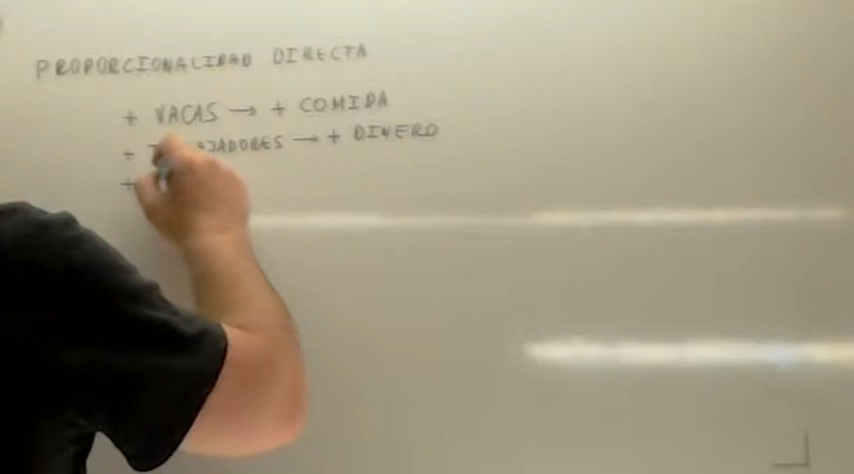 PROPORCIONALIDAD DIRECTA
+ VACAS → + COMIDA
+ → + DINERO
+